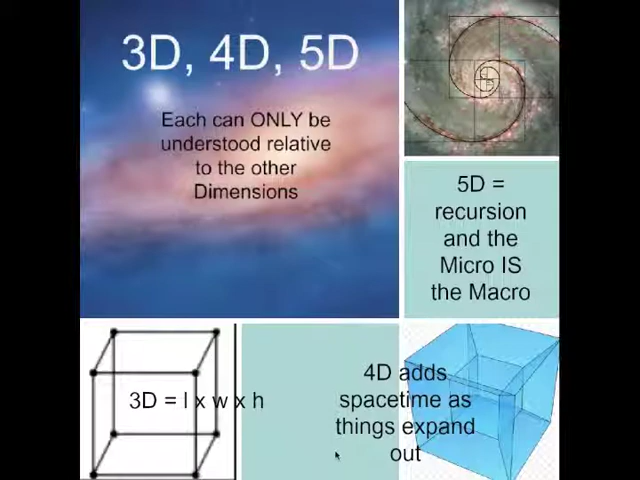 3D, 4D, 5D
Each can ONLY be
understood relative
to the other
Dimensions
5D =
recursion
and the
Micro IS
the Macro
3D = l x w x h
4D adds
spacetime as
things expand
out